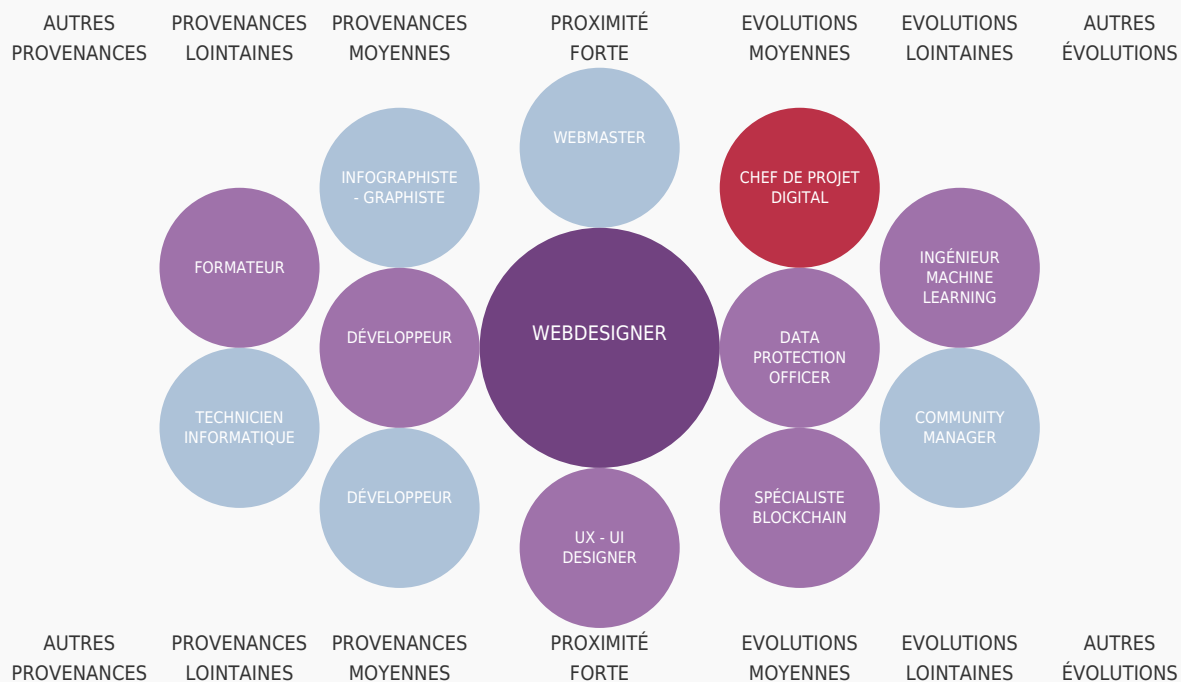 AUTRES
PROVENANCES
PROVENANCES
LOINTAINES
PROVENANCES
MOYENNES
PROXIMITÉ
FORTE
EVOLUTIONS
MOYENNES
EVOLUTIONS
LOINTAINES
AUTRES
ÉVOLUTIONS
FORMATEUR
TECHNICIEN
INFORMATIQUE
INFOGRAPHISTE
- GRAPHISTE
DÉVELOPPEUR
DÉVELOPPEUR
WEBMASTER
WEBDESIGNER
UX - UI
DESIGNER
CHEF DE PROJET
DIGITAL
DATA
PROTECTION
OFFICER
SPÉCIALISTE
BLOCKCHAIN
INGÉNIEUR
MACHINE
LEARNING
COMMUNITY
MANAGER
AUTRES
PROVENANCES
PROVENANCES
LOINTAINES
PROVENANCES
MOYENNES
PROXIMITÉ
FORTE
EVOLUTIONS
MOYENNES
EVOLUTIONS
LOINTAINES
AUTRES
ÉVOLUTIONS